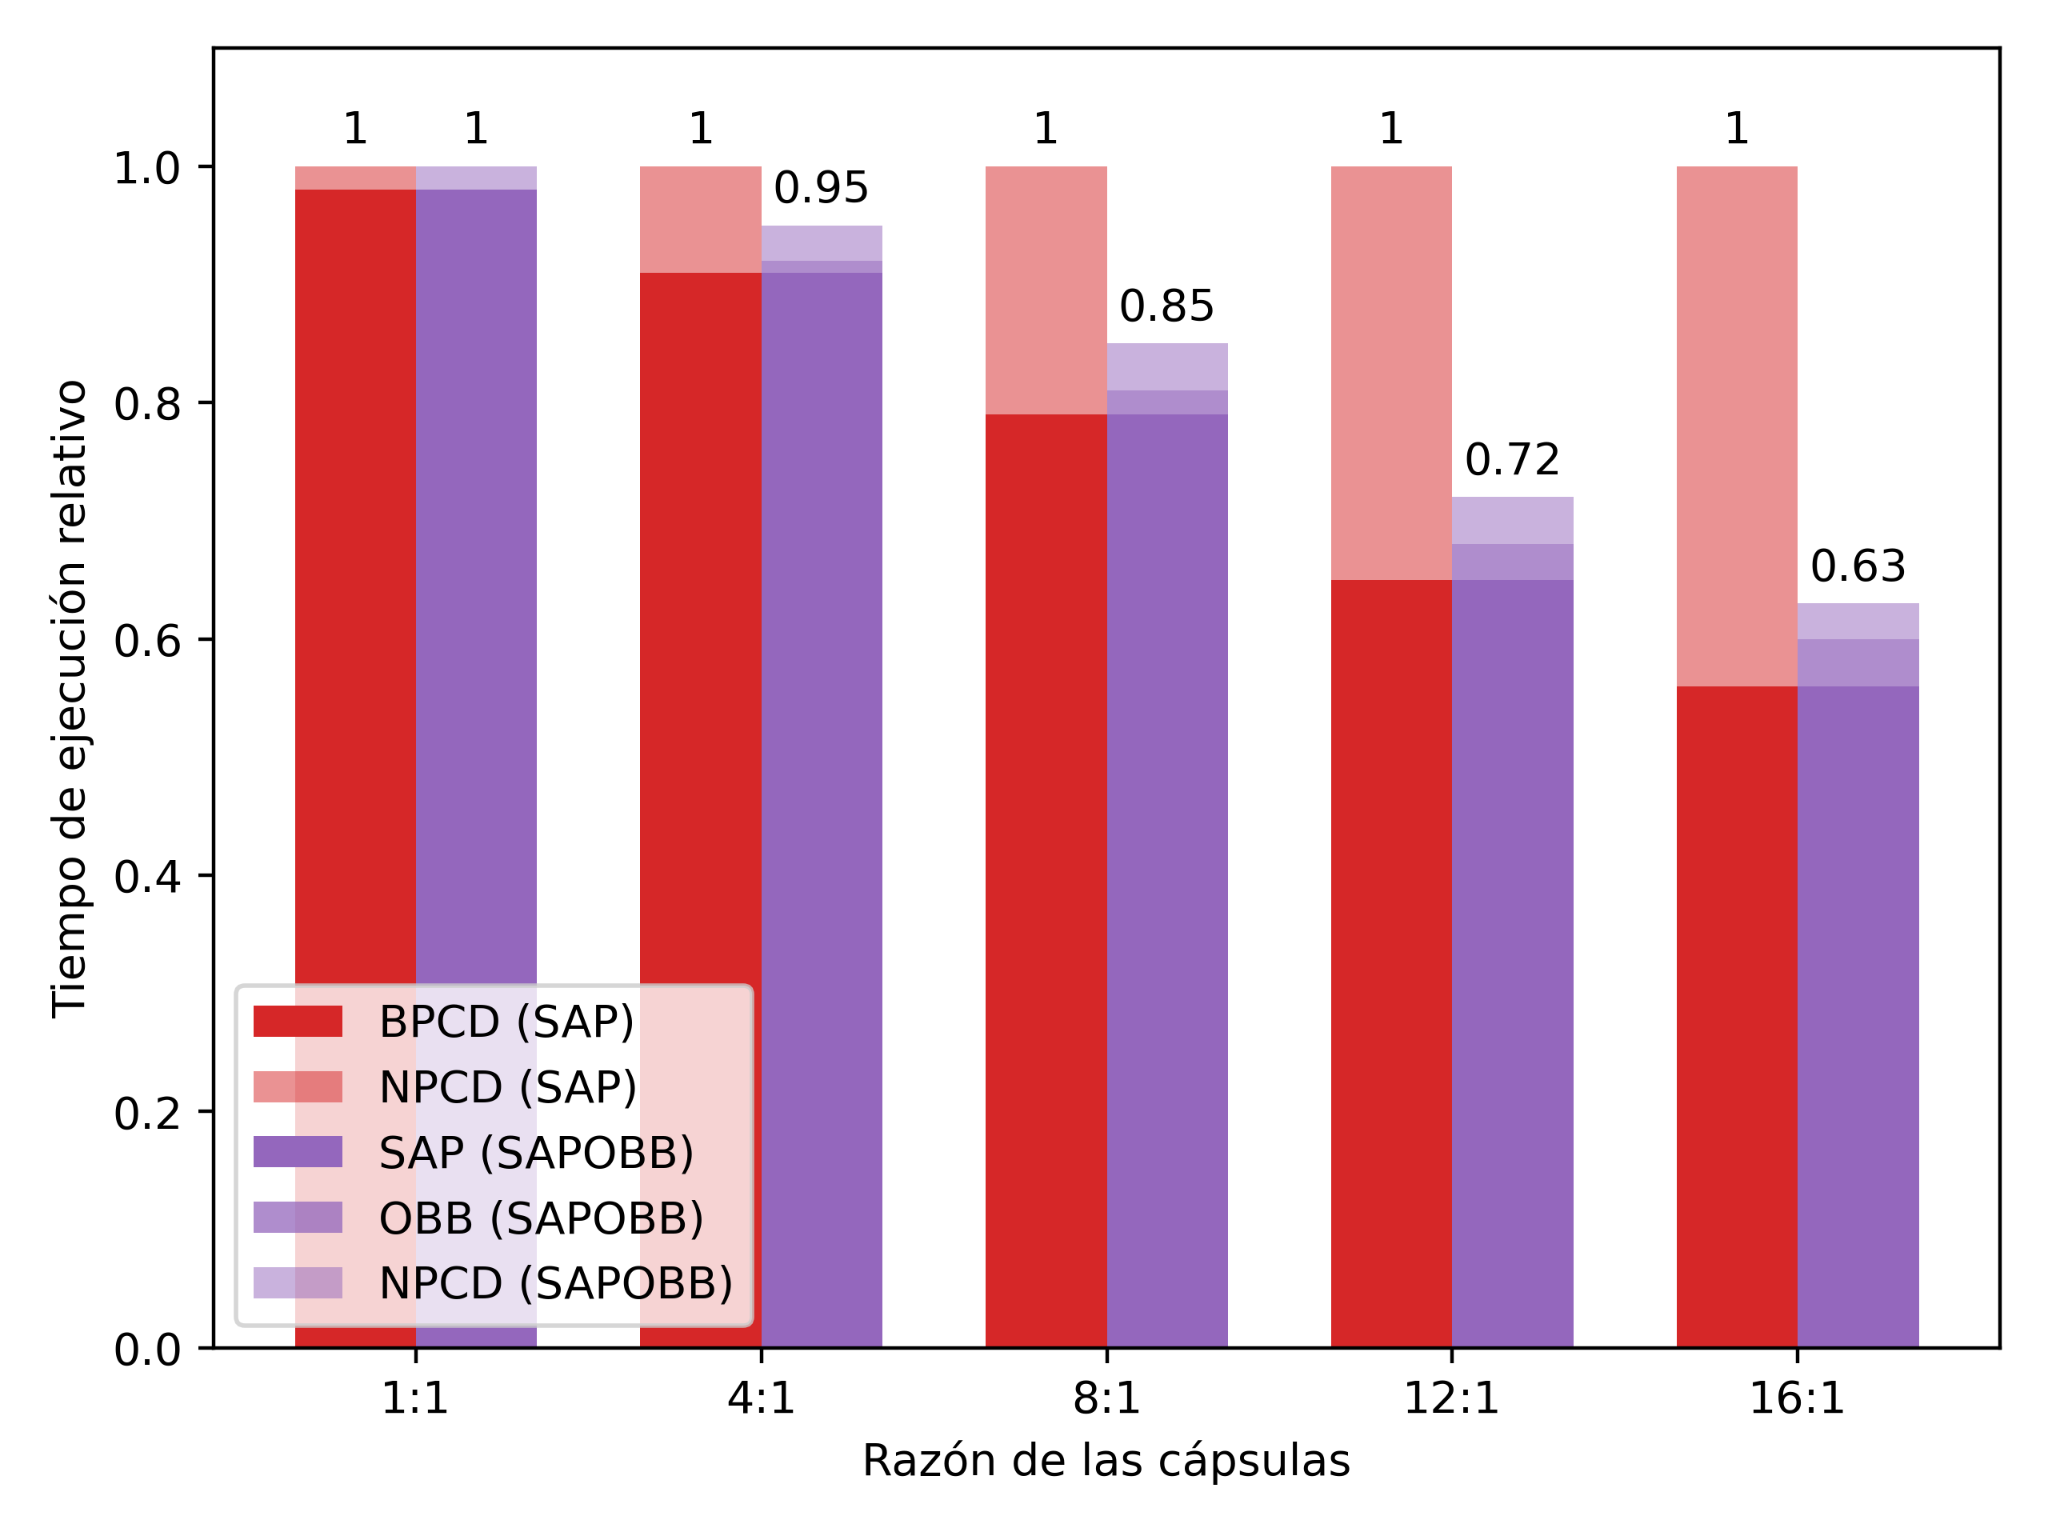 1 1 1 1 1
0.95
0.85
0.72
0.63
1.0
0.8
0.6
0.4
0.2
0.0
Tiempo de ejecución relativo
BPCD (SAP)
NPCD (SAP)
SAP (SAPOBB)
OBB (SAPOBB)
NPCD (SAPOBB)
1:1 4:1 8:1 12:1 16:1
Razón de las cápsulas